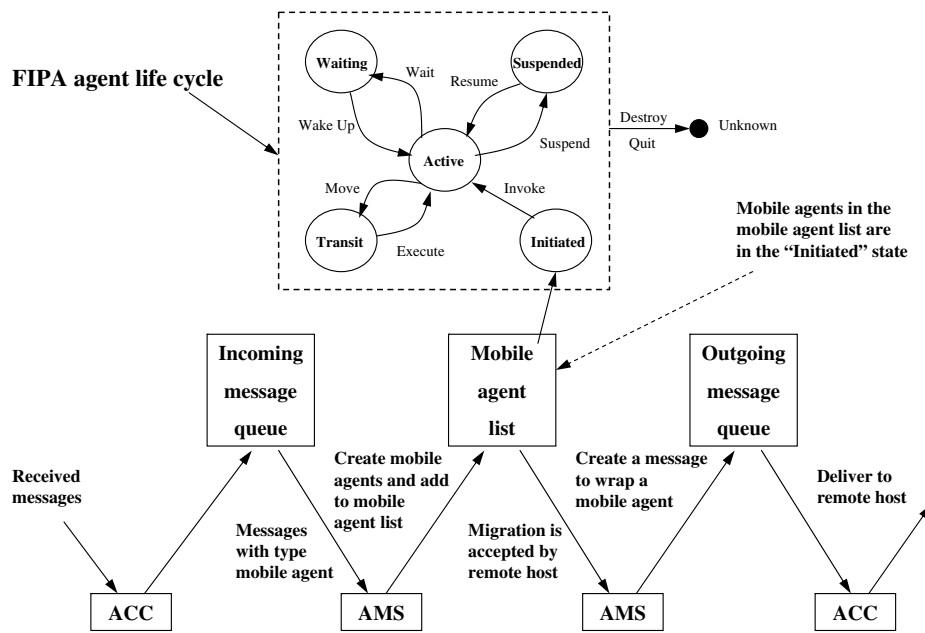 FIPA agent life cycle
Waiting
Suspended
Wait
Resume
Wake Up
Suspend
Active
Destroy
Quit
Unknown
Move
Invoke
Transit
Initiated
Execute
Mobile agents in the
mobile agent list are
in the “Initiated” state
Incoming
message
queue
Mobile
agent
list
Outgoing
message
queue
Received
messages
Messages
with type
mobile agent
Create mobile
agents and add
to mobile
agent list
Migration is
accepted by
remote host
Create a message
to wrap a
mobile agent
Deliver to
remote host
ACC
AMS
AMS
ACC